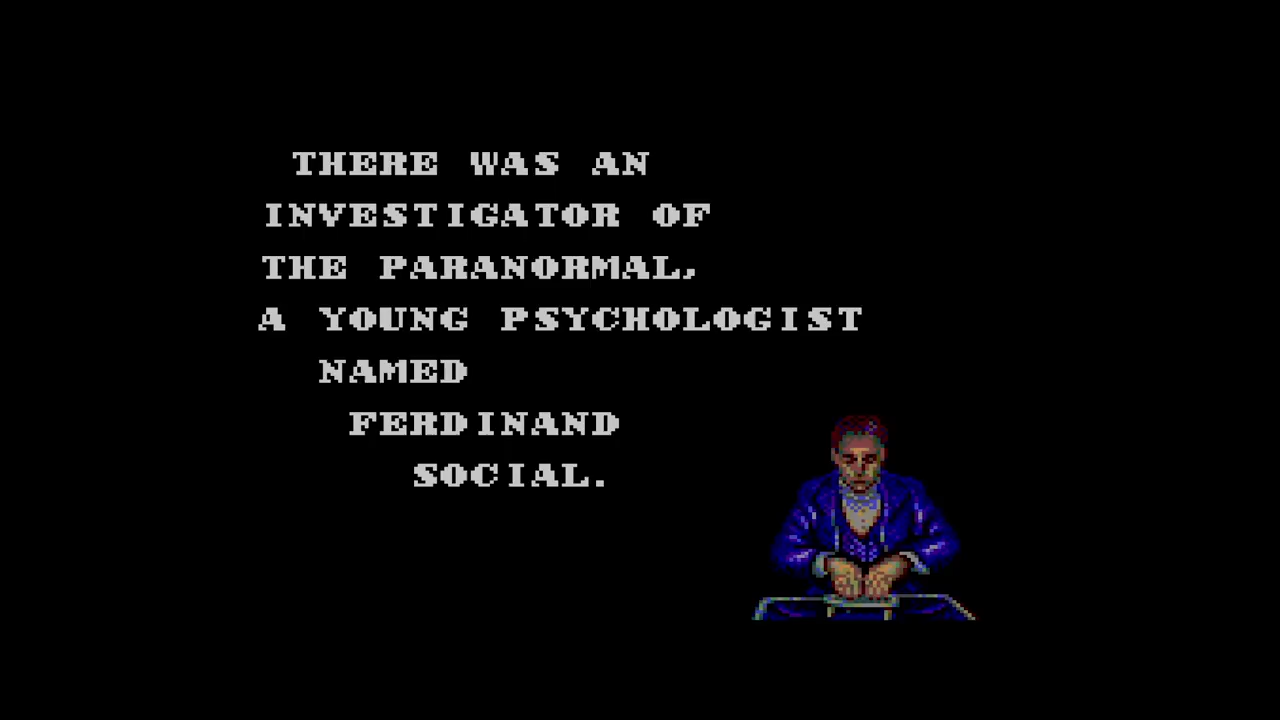 THERE WAS AN
INVESTIGATOR OF
THE PARANORMAL,
A YOUNG PSYCHOLOGIST
NAMED
FERDINAND
SOCIAL.